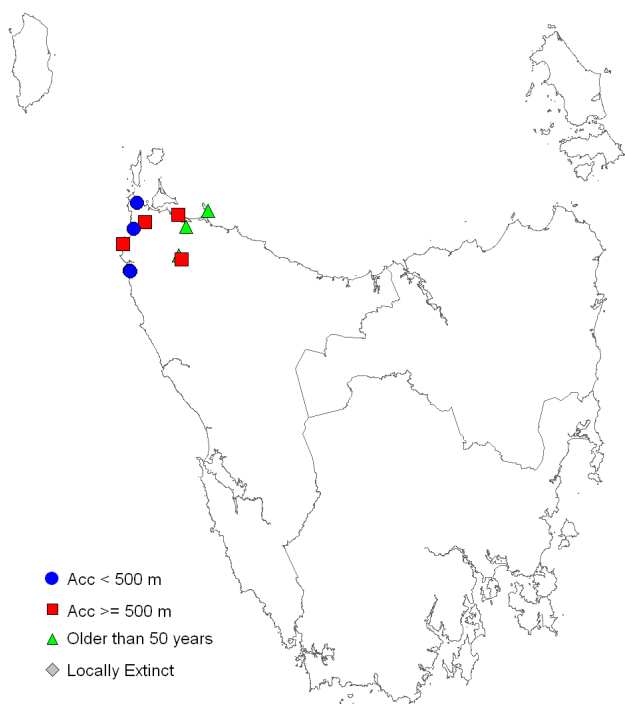 Acc < 500 m
Acc >= 500 m
Older than 50 years
Locally Extinct